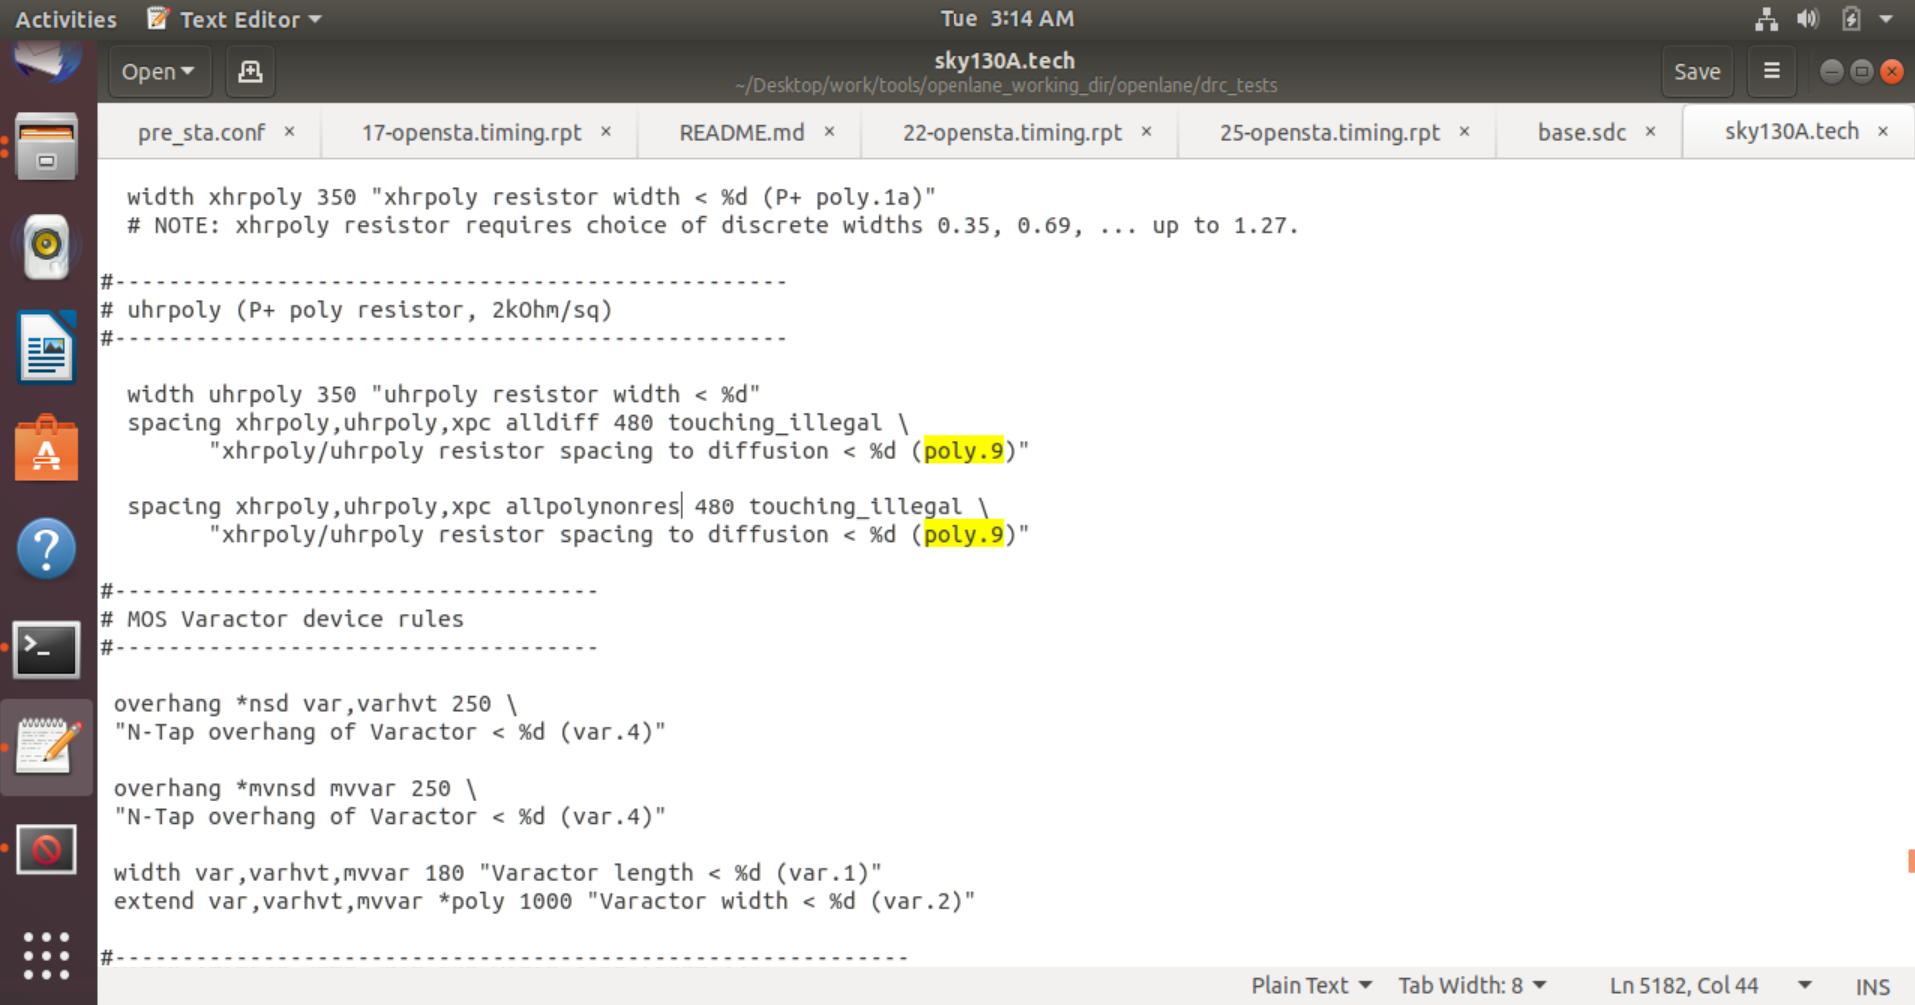 Activities Text Editor Tue 3:14 AM
Open sky130A.tech Save
~/Desktop/work/tools/openlane_working_dir/openlane/drc_tests
pre_sta.conf × 17-opensta.timing.rpt × README.md × 22-opensta.timing.rpt × 25-opensta.timing.rpt × base.sdc × sky130A.tech ×
width xhrpoly 350 "xhrpoly resistor width < %d (P+ poly.1a)"
# NOTE: xhrpoly resistor requires choice of discrete widths 0.35, 0.69, ... up to 1.27.
#--------------------------------------------------
# uhrpoly (P+ poly resistor, 2kOhm/sq)
#--------------------------------------------------
width uhrpoly 350 "uhrpoly resistor width < %d"
spacing xhrpoly,uhrpoly,xpc alldiff 480 touching_illegal \
"xhrpoly/uhrpoly resistor spacing to diffusion < %d (poly.9)"
spacing xhrpoly,uhrpoly,xpc allpolynonres 480 touching_illegal \
"xhrpoly/uhrpoly resistor spacing to diffusion < %d (poly.9)"
#------------------------------------
# MOS Varactor device rules
#------------------------------------
overhang *nsd var,varhvt 250 \
"N-Tap overhang of Varactor < %d (var.4)"
overhang *mvnsd mvvar 250 \
"N-Tap overhang of Varactor < %d (var.4)"
width var,varhvt,mvvar 180 "Varactor length < %d (var.1)"
extend var,varhvt,mvvar *poly 1000 "Varactor width < %d (var.2)"
#-----------------------------------------------------------
Plain Text Tab Width: 8 Ln 5182, Col 44 INS